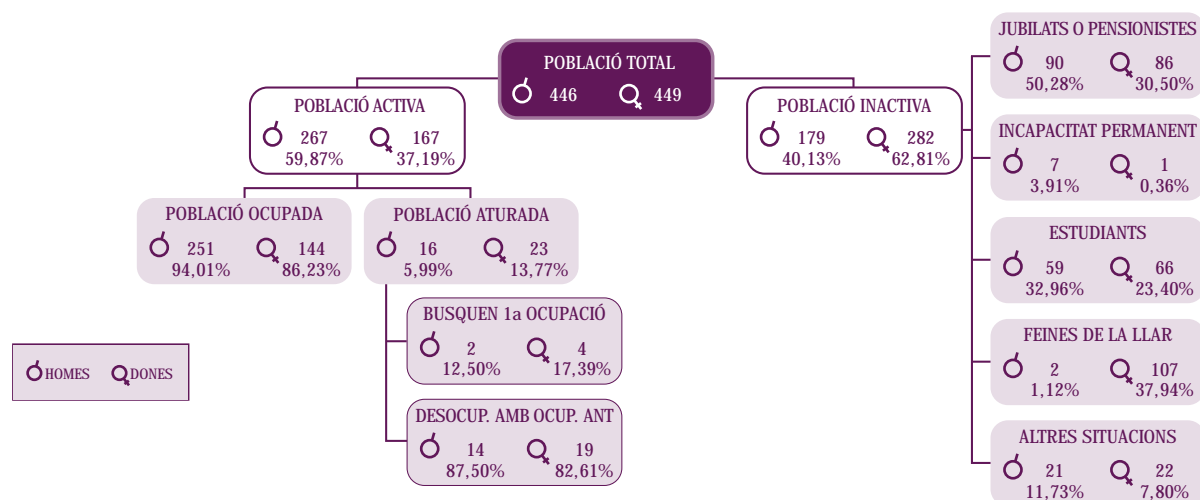 POBLACIÓ TOTAL
446 449
POBLACIÓ ACTIVA
267 167
59,87% 37,19%
POBLACIÓ OCUPADA
251 144
94,01% 86,23%
POBLACIÓ ATURADA
16 23
5,99% 13,77%
BUSQUEN 1a OCUPACIÓ
2 4
12,50% 17,39%
DESOCUP. AMB OCUP. ANT
14 19
87,50% 82,61%
POBLACIÓ INACTIVA
179 282
40,13% 62,81%
JUBILATS O PENSIONISTES
90 86
50,28% 30,50%
INCAPACITAT PERMANENT
7 1
3,91% 0,36%
ESTUDIANTS
59 66
32,96% 23,40%
FEINES DE LA LLAR
2 107
1,12% 37,94%
ALTRES SITUACIONS
21 22
11,73% 7,80%
HOMES DONES